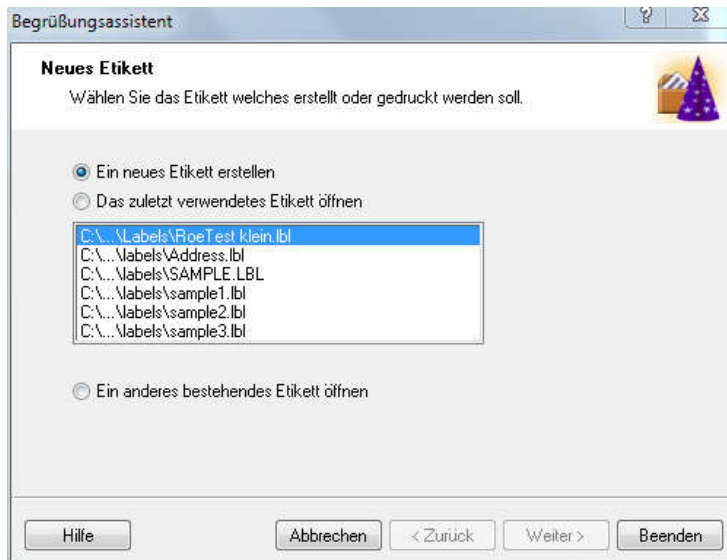 Begrüßungsassistent
Neues Etikett
Wählen Sie das Etikett welches erstellt oder gedruckt werden soll.
Ein neues Etikett erstellen
Das zuletzt verwendetes Etikett öffnen
C:\...\Labels\RoeTest klein.lbl
C:\...\labels\Address.lbl
C:\...\labels\SAMPLE.LBL
C:\...\labels\sample1.lbl
C:\...\labels\sample2.lbl
C:\...\labels\sample3.lbl
Ein anderes bestehendes Etikett öffnen
Hilfe Abbrechen < Zurück Weiter > Beenden